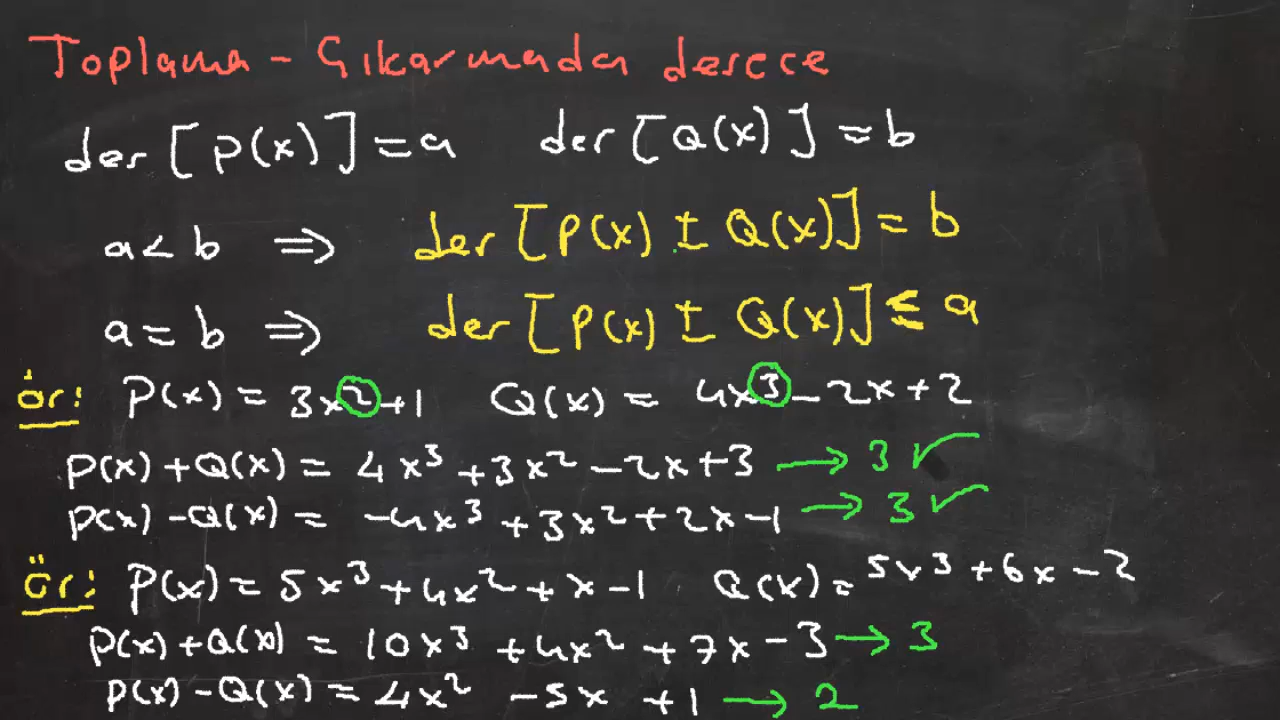 Toplama - Çıkarmada derece
der[P(x)] = a der[Q(x)] = b
a < b ⇒ der[P(x) ± Q(x)] = b
a = b ⇒ der[P(x) ± Q(x)] ≤ a
ör: P(x) = 3x² + 1 Q(x) = 4x³ - 2x + 2
P(x) + Q(x) = 4x³ + 3x² - 2x + 3 → 3 ✓
P(x) - Q(x) = -4x³ + 3x² + 2x - 1 → 3 ✓
ör: P(x) = 5x³ + 4x² + x - 1 Q(x) = 5x³ + 6x - 2
P(x) + Q(x) = 10x³ + 4x² + 7x - 3 → 3
P(x) - Q(x) = 4x² - 5x + 1 → 2